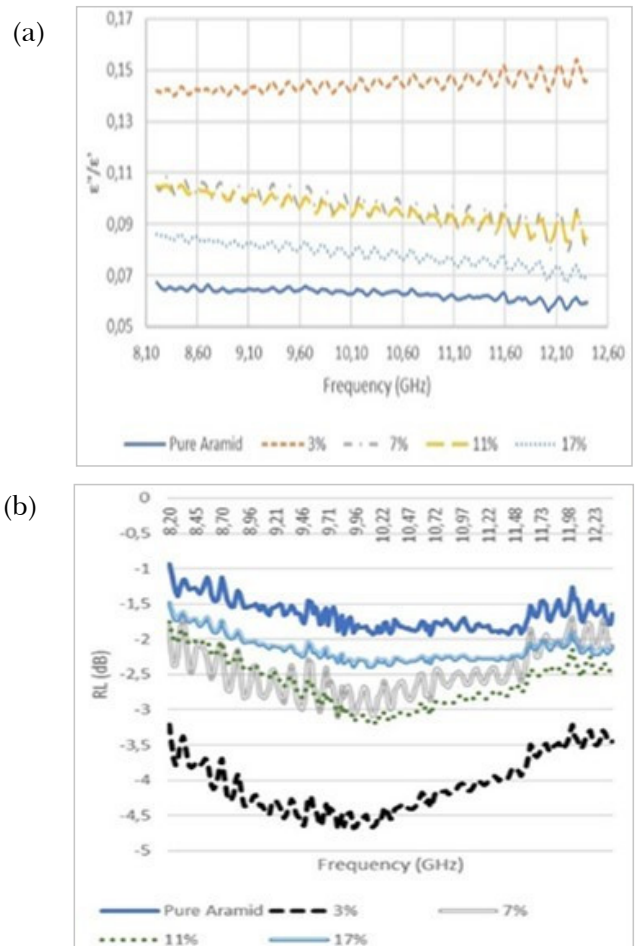 (a)
0,17
0,15
0,13
0,11
0,09
0,07
0,05
ε''/ε'
8,10 8,60 9,10 9,60 10,10 10,60 11,10 11,60 12,10 12,60
Frequency (GHz)
Pure Aramid 3% 7% 11% 17%
(b)
0
-0,5
-1
-1,5
-2
-2,5
-3
-3,5
-4
-4,5
-5
RL (dB)
8,20 8,45 8,70 8,96 9,21 9,46 9,71 9,96 10,22 10,47 10,72 10,97 11,22 11,48 11,73 11,98 12,23
Frequency (GHz)
Pure Aramid 3% 7%
11% 17%